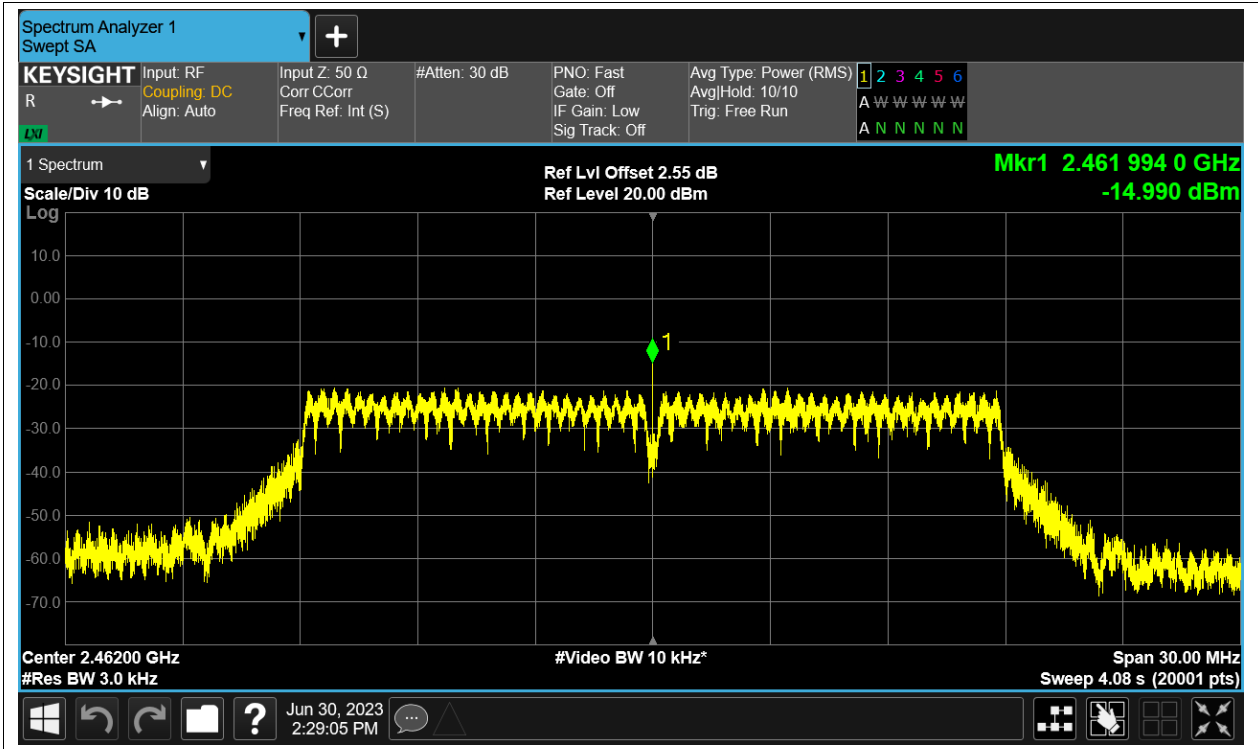 Spectrum Analyzer 1
Swept SA
+
KEYSIGHT
R
LXI
Input: RF
Coupling: DC
Align: Auto
Input Z: 50 Ω
Corr CCorr
Freq Ref: Int (S)
#Atten: 30 dB
PNO: Fast
Gate: Off
IF Gain: Low
Sig Track: Off
Avg Type: Power (RMS)
Avg|Hold: 10/10
Trig: Free Run
1 2 3 4 5 6
A W W W W W
A N N N N N
1 Spectrum
Scale/Div 10 dB
Log
Ref Lvl Offset 2.55 dB
Ref Level 20.00 dBm
Mkr1 2.461 994 0 GHz
-14.990 dBm
10.0
0.00
-10.0
-20.0
-30.0
-40.0
-50.0
-60.0
-70.0
1
Center 2.46200 GHz
#Res BW 3.0 kHz
#Video BW 10 kHz*
Span 30.00 MHz
Sweep 4.08 s (20001 pts)
?
Jun 30, 2023
2:29:05 PM